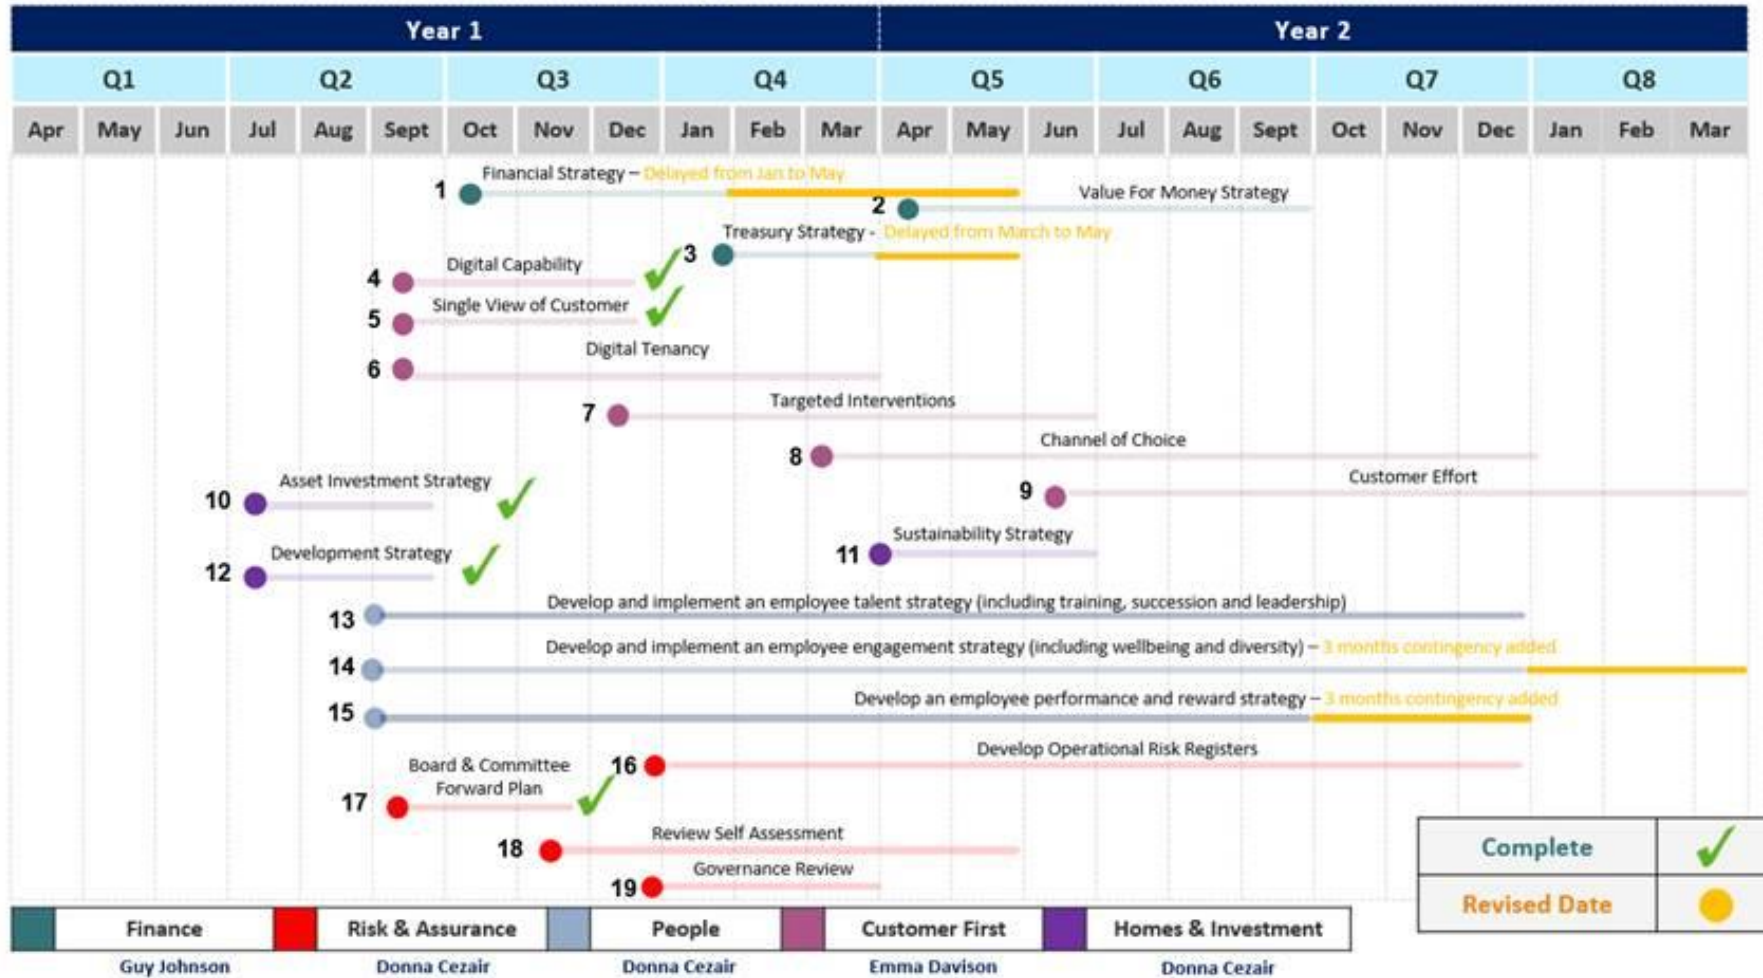 Year 1 Year 2
Q1 Q2 Q3 Q4 Q5 Q6 Q7 Q8
Apr May Jun Jul Aug Sept Oct Nov Dec Jan Feb Mar Apr May Jun Jul Aug Sept Oct Nov Dec Jan Feb Mar
1 Financial Strategy – Delayed from Jan to May
2 Value For Money Strategy
3 Treasury Strategy - Delayed from March to May
4 Digital Capability
5 Single View of Customer
6 Digital Tenancy
7 Targeted Interventions
8 Channel of Choice
9 Customer Effort
10 Asset Investment Strategy
11 Sustainability Strategy
12 Development Strategy
13 Develop and implement an employee talent strategy (including training, succession and leadership)
14 Develop and implement an employee engagement strategy (including wellbeing and diversity) – 3 months contingency added
15 Develop an employee performance and reward strategy – 3 months contingency added
16 Develop Operational Risk Registers
17 Board & Committee
Forward Plan
18 Review Self Assessment
19 Governance Review
Complete
Revised Date
Finance Risk & Assurance People Customer First Homes & Investment
Guy Johnson Donna Cezair Donna Cezair Emma Davison Donna Cezair